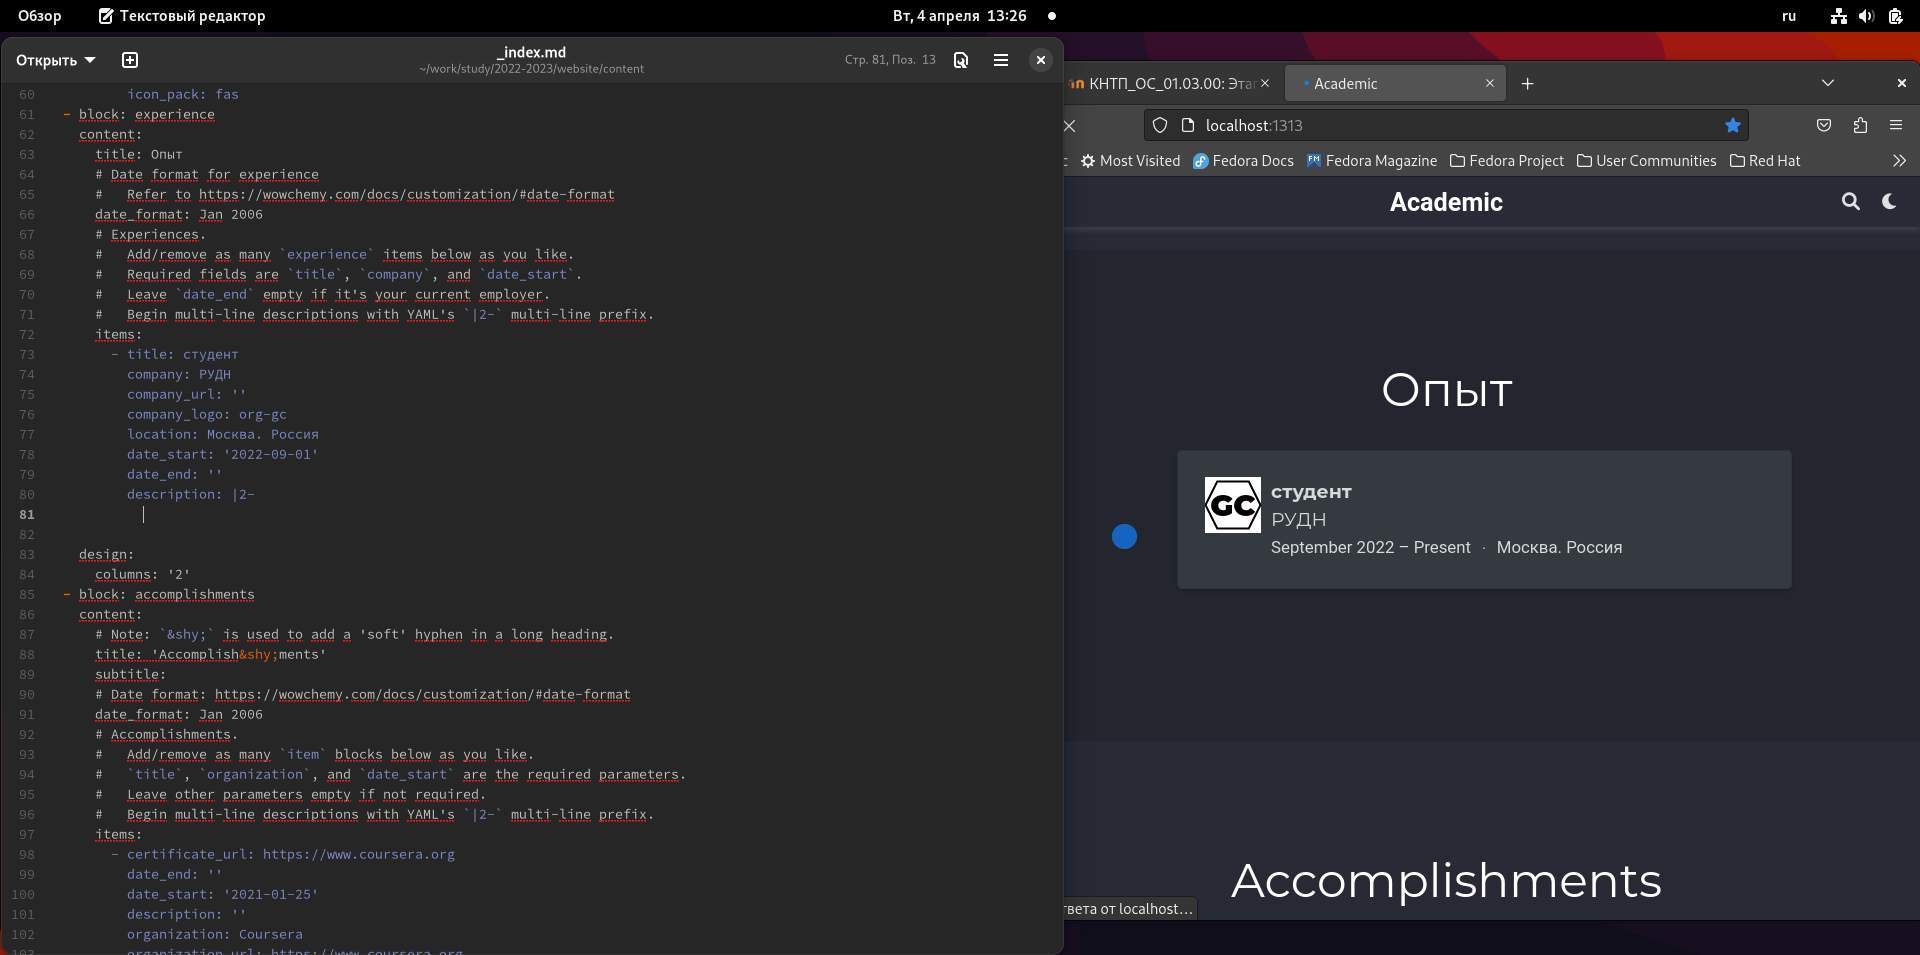 Обзор
Текстовый редактор
Вт, 4 апреля 13:26
ru
Открыть
_index.md
~/work/study/2022-2023/website/content
Стр. 81, Поз. 13
60 icon_pack: fas
61 - block: experience
62 content:
63 title: Опыт
64 # Date format for experience
65 # Refer to https://wowchemy.com/docs/customization/#date-format
66 date_format: Jan 2006
67 # Experiences.
68 # Add/remove as many `experience` items below as you like.
69 # Required fields are `title`, `company`, and `date_start`.
70 # Leave `date_end` empty if it's your current employer.
71 # Begin multi-line descriptions with YAML's `|2-` multi-line prefix.
72 items:
73 - title: студент
74 company: РУДН
75 company_url: ''
76 company_logo: org-gc
77 location: Москва. Россия
78 date_start: '2022-09-01'
79 date_end: ''
80 description: |2-
81
82
83 design:
84 columns: '2'
85 - block: accomplishments
86 content:
87 # Note: `&shy;` is used to add a 'soft' hyphen in a long heading.
88 title: 'Accomplish&shy;ments'
89 subtitle:
90 # Date format: https://wowchemy.com/docs/customization/#date-format
91 date_format: Jan 2006
92 # Accomplishments.
93 # Add/remove as many `item` blocks below as you like.
94 # `title`, `organization`, and `date_start` are the required parameters.
95 # Leave other parameters empty if not required.
96 # Begin multi-line descriptions with YAML's `|2-` multi-line prefix.
97 items:
98 - certificate_url: https://www.coursera.org
99 date_end: ''
100 date_start: '2021-01-25'
101 description: ''
102 organization: Coursera
103 organization_url: https://www.coursera.org
КНТП_ОС_01.03.00: Эта
Academic
localhost:1313
Most Visited
Fedora Docs
Fedora Magazine
Fedora Project
User Communities
Red Hat
Academic
Опыт
GC
студент
РУДН
September 2022 – Present · Москва. Россия
Accomplishments
твета от localhost…